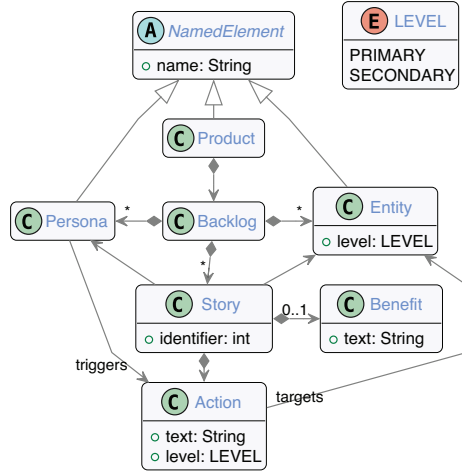 A NamedElement
name: String
E LEVEL
PRIMARY
SECONDARY
C Product
C Persona
*
C Backlog
*
C Entity
level: LEVEL
*
C Story
identifier: int
0..1
C Benefit
text: String
triggers
targets
C Action
text: String
level: LEVEL